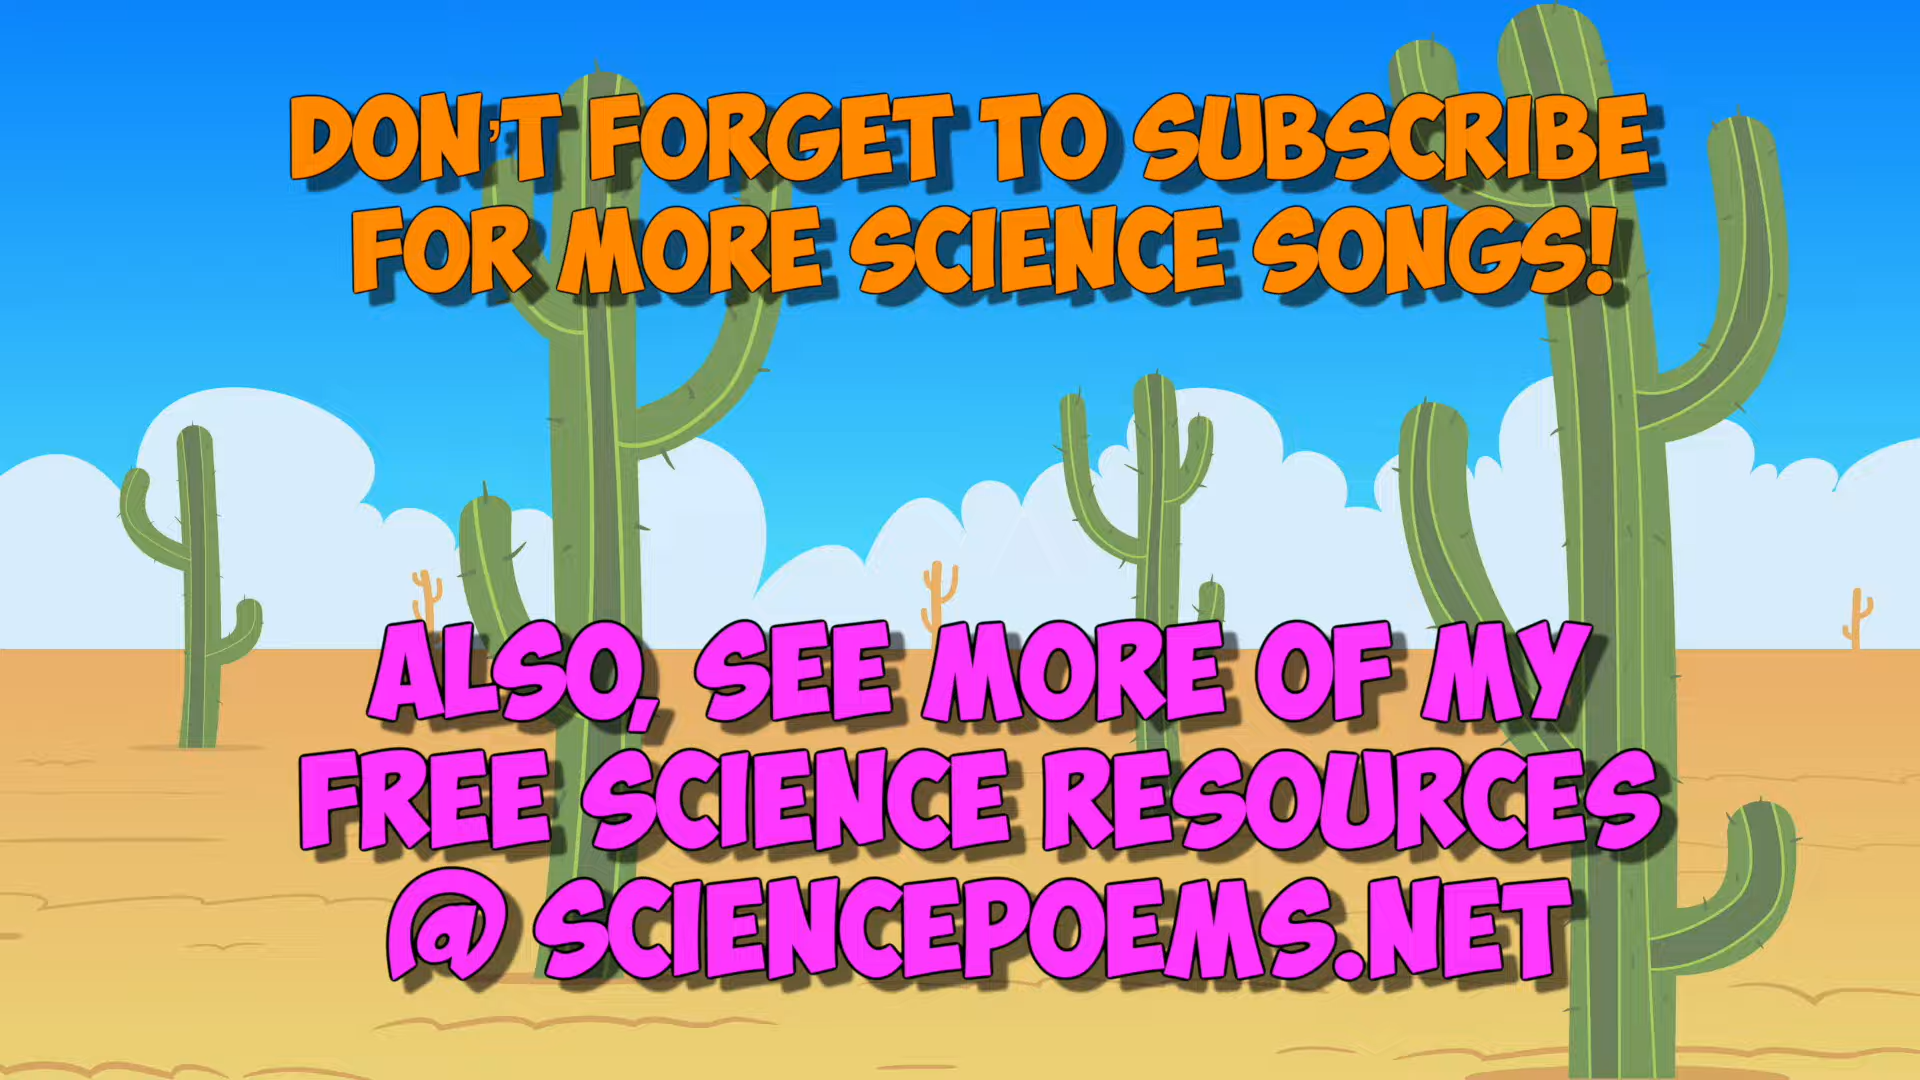 DON'T FORGET TO SUBSCRIBE
FOR MORE SCIENCE SONGS!
ALSO, SEE MORE OF MY
FREE SCIENCE RESOURCES
@ SCIENCEPOEMS.NET